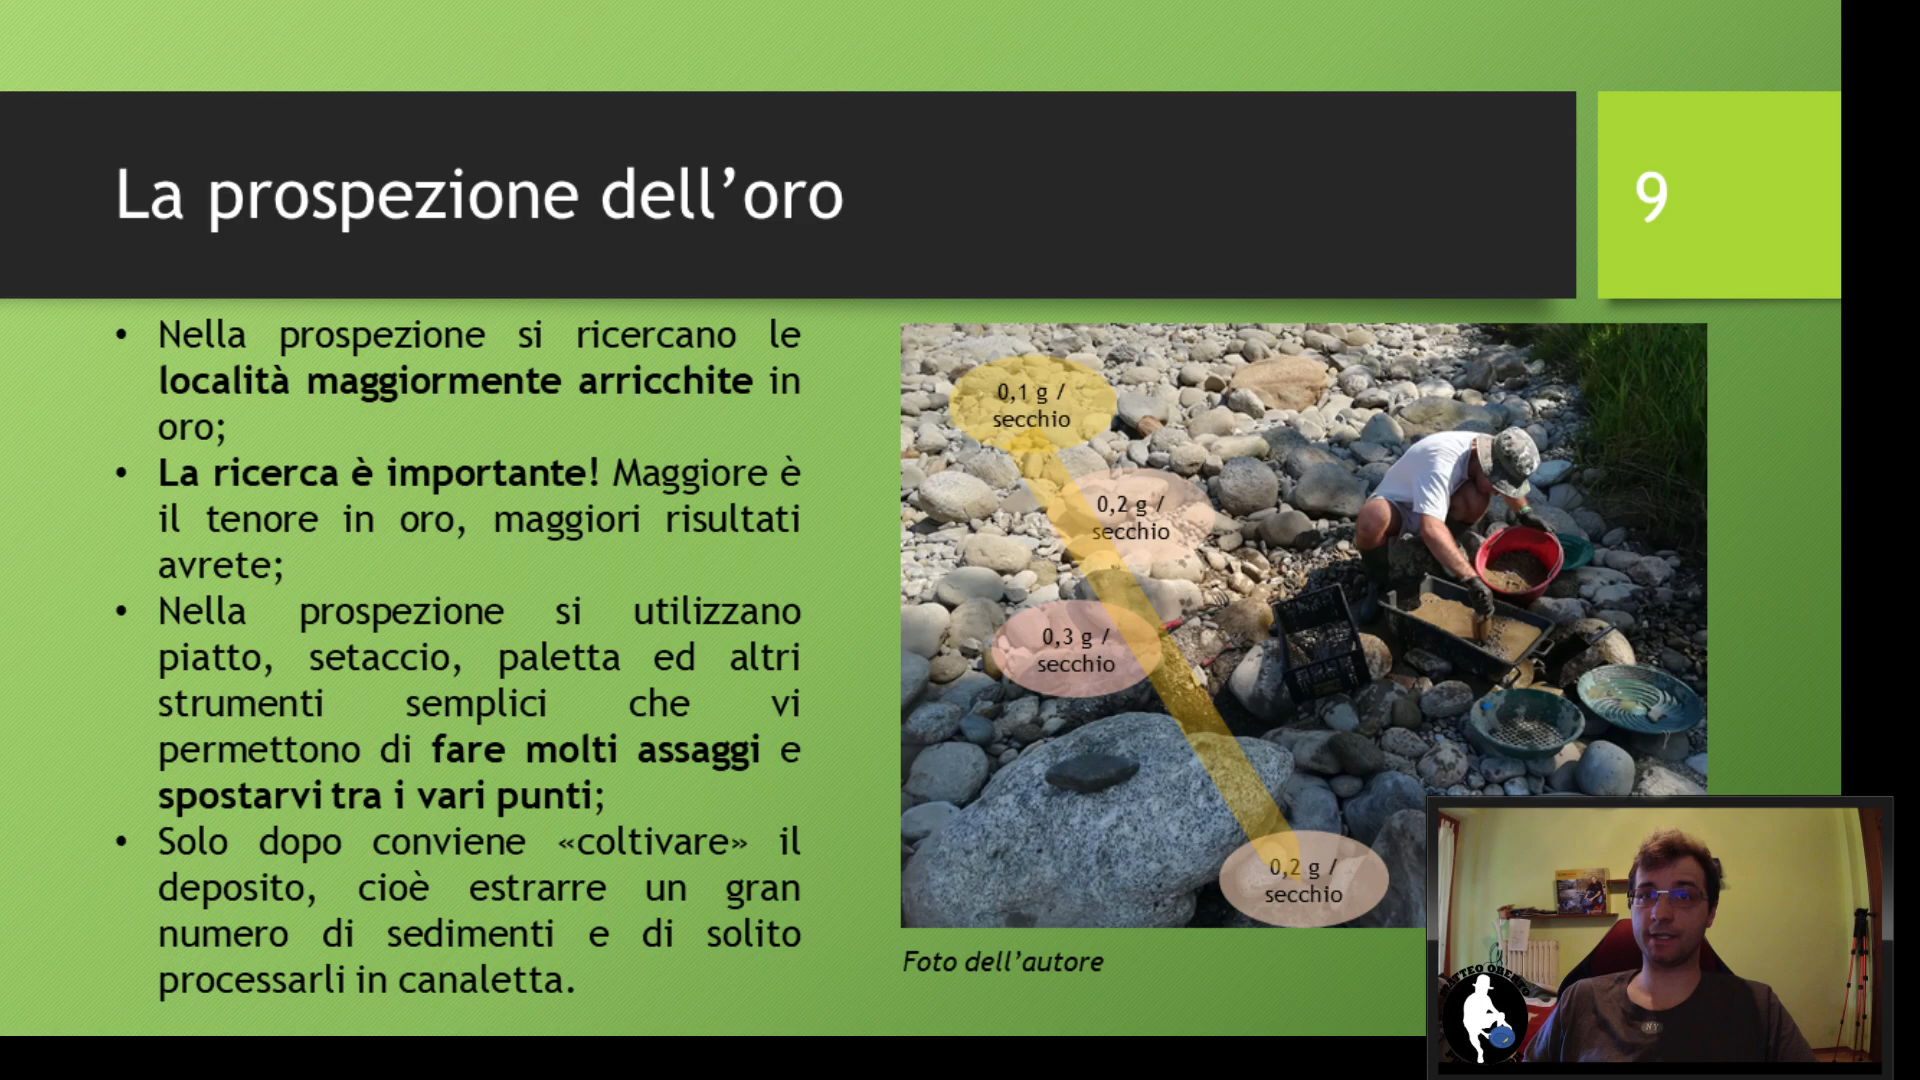 La prospezione dell’oro
9
• Nella prospezione si ricercano le
località maggiormente arricchite in
oro;
• La ricerca è importante! Maggiore è
il tenore in oro, maggiori risultati
avrete;
• Nella prospezione si utilizzano
piatto, setaccio, paletta ed altri
strumenti semplici che vi
permettono di fare molti assaggi e
spostarvi tra i vari punti;
• Solo dopo conviene «coltivare» il
deposito, cioè estrarre un gran
numero di sedimenti e di solito
processarli in canaletta.
0,1 g /
secchio
0,2 g /
secchio
0,3 g /
secchio
0,2 g /
secchio
Foto dell’autore
NY